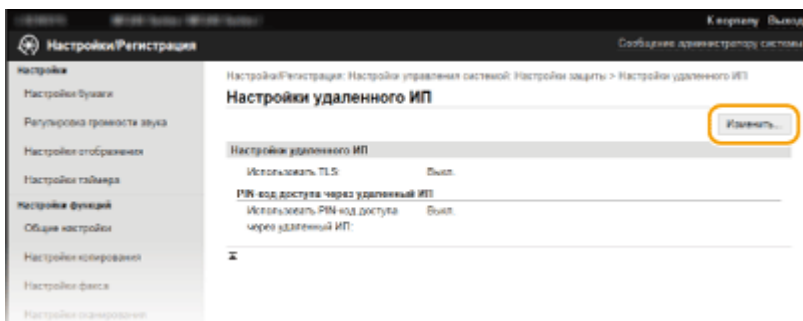 К порталу Выход
Настройки/Регистрация
Сообщение администратору системы
Настройки
Настройки бумаги
Регулировка громкости звука
Настройки отображения
Настройки таймера
Настройки функций
Общие настройки
Настройки копирования
Настройки факса
Настройки сканирования
Настройки/Регистрация: Настройки управления системой: Настройки защиты > Настройки удаленного ИП
Настройки удаленного ИП
Изменить...
Настройки удаленного ИП
Использовать TLS: Выкл.
PIN-код доступа через удаленный ИП
Использовать PIN-код доступа Выкл.
через удаленный ИП: